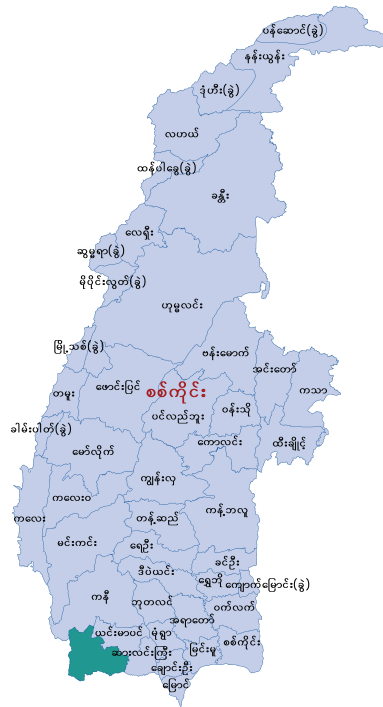 ပန်ဆောင်(ခွဲ)
နန်းယွန်း
ဒုံဟီး(ခွဲ)
လဟယ်
ထန်ပါခွေ(ခွဲ)
ခန္တီး
လေရှီး
ဆွမ္မရာ(ခွဲ)
မိုပိုင်းလွတ်(ခွဲ)
ဟုမ္မလင်း
မြို့သစ်(ခွဲ)
ဗန်းမောက်
အင်းတော်
ကသာ
တမူး
ဖောင်းပြင်
စစ်ကိုင်း
ပင်လည်ဘူး
ဝန်းသို
ခါမ်းပါတ်(ခွဲ)
မော်လိုက်
ကောလင်း
ထီးချိုင့်
ကျွန်းလှ
ကလေးဝ
ကလေး
တန့်ဆည်
ကန့်ဘလူ
မင်းကင်း
ရေဦး
ဒီပဲယင်း
ခင်ဦး
ရွှေဘို
ကျောက်မြောင်း(ခွဲ)
ကနီ
ဘုတလင်
ဝက်လက်
အရာတော်
ယင်းမာပင်
မုံရွာ
စစ်ကိုင်း
ဆားလင်းကြီး
မြင်းမူ
ချောင်းဦး
မြောင်